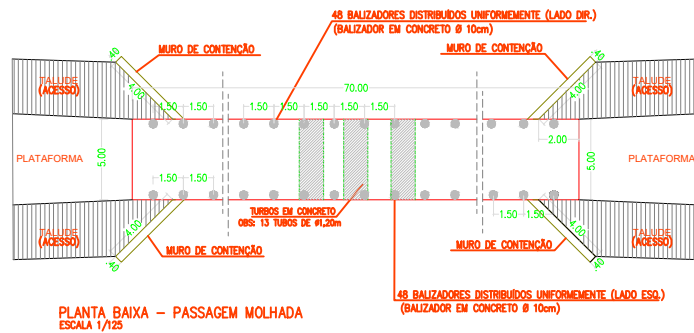 48 BALIZADORES DISTRIBUÍDOS UNIFORMEMENTE (LADO DIR.)
(BALIZADOR EM CONCRETO Ø 10cm)
.40
MURO DE CONTENÇÃO
MURO DE CONTENÇÃO
.40
TALUDE
(ACESSO)
4.00
70.00
4.00
TALUDE
(ACESSO)
1.50
1.50
1.50
1.50
1.50
1.50
1.50
2.00
PLATAFORMA
5.00
5.00
PLATAFORMA
1.50
1.50
1.50
1.50
TURBOS EM CONCRETO
OBS: 13 TUBOS DE ø1,20m
TALUDE
(ACESSO)
4.00
4.00
TALUDE
(ACESSO)
MURO DE CONTENÇÃO
MURO DE CONTENÇÃO
.40
.40
48 BALIZADORES DISTRIBUÍDOS UNIFORMEMENTE (LADO ESQ.)
(BALIZADOR EM CONCRETO Ø 10cm)
PLANTA BAIXA – PASSAGEM MOLHADA
ESCALA 1/125